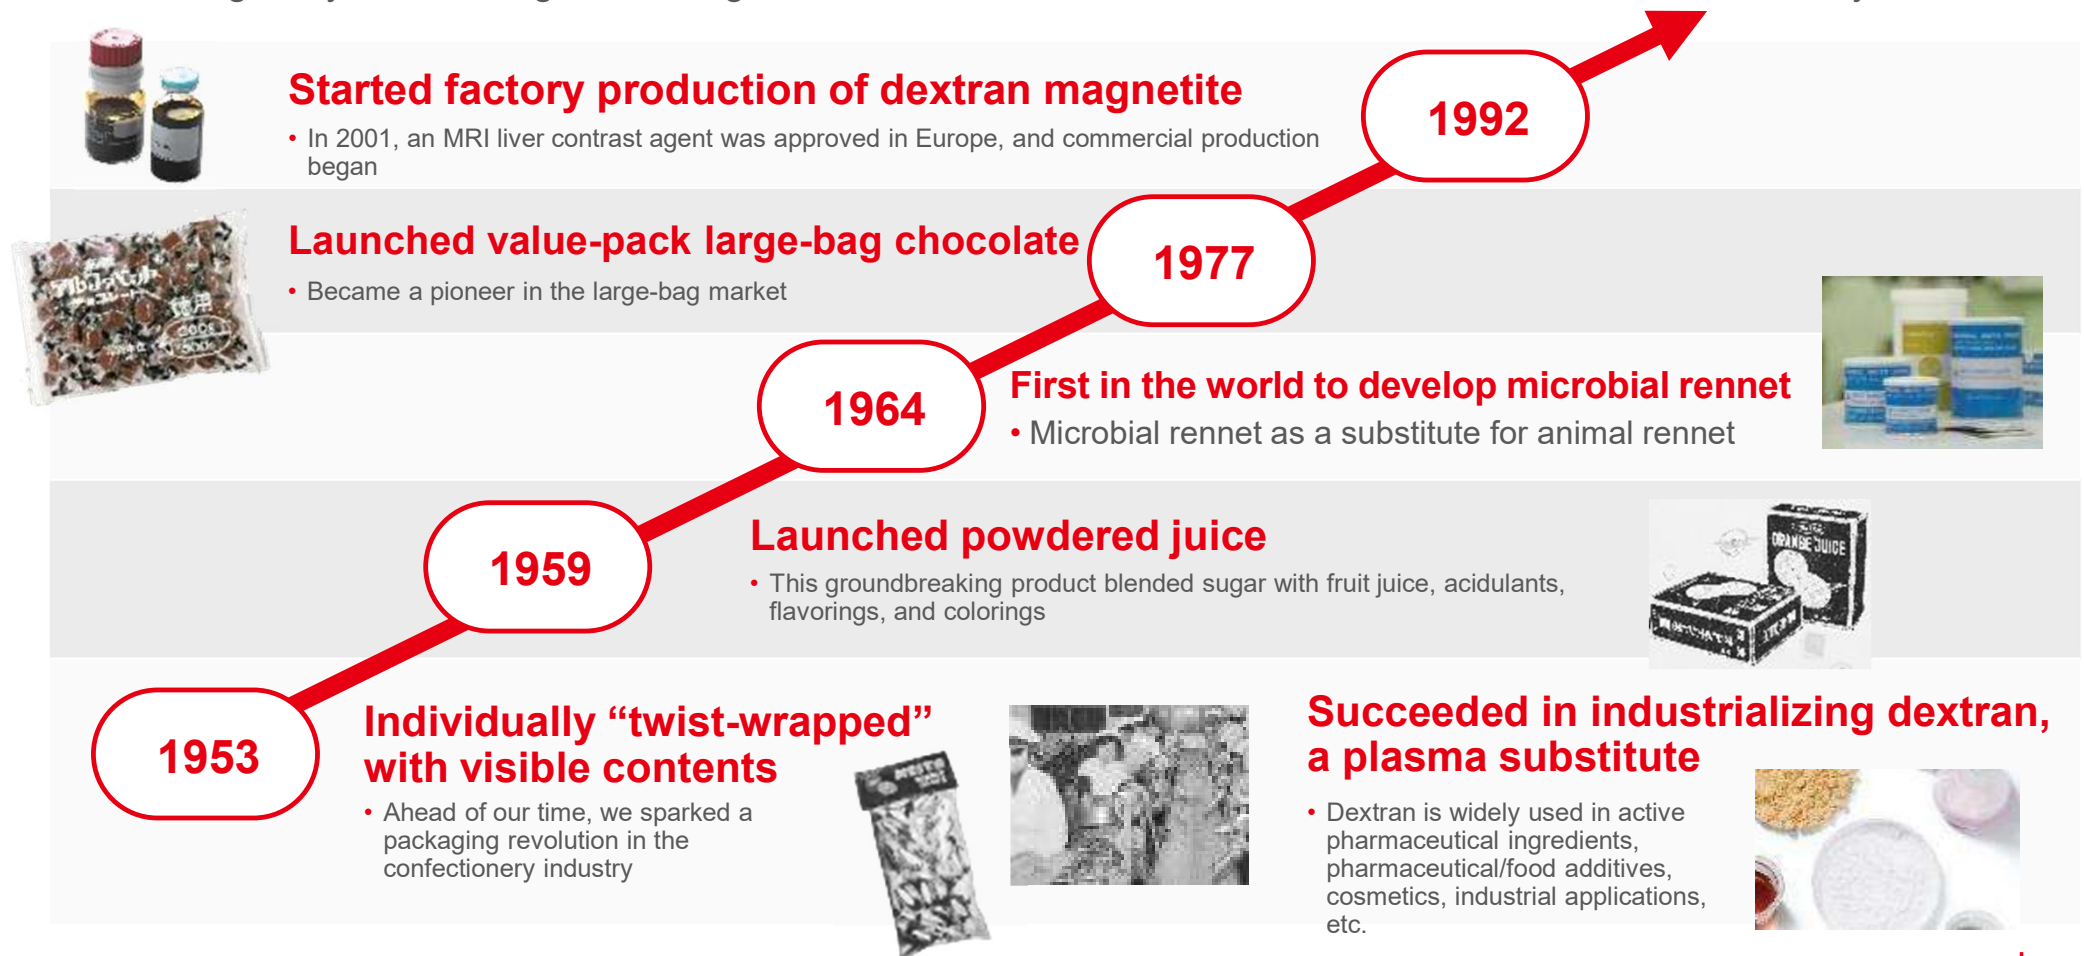 Started factory production of dextran magnetite
• In 2001, an MRI liver contrast agent was approved in Europe, and commercial production
began
1992
Launched value-pack large-bag chocolate
• Became a pioneer in the large-bag market
1977
1964
First in the world to develop microbial rennet
• Microbial rennet as a substitute for animal rennet
1959
Launched powdered juice
• This groundbreaking product blended sugar with fruit juice, acidulants,
flavorings, and colorings
ORANGE JUICE
1953
Individually “twist-wrapped”
with visible contents
• Ahead of our time, we sparked a
packaging revolution in the
confectionery industry
Succeeded in industrializing dextran,
a plasma substitute
• Dextran is widely used in active
pharmaceutical ingredients,
pharmaceutical/food additives,
cosmetics, industrial applications,
etc.